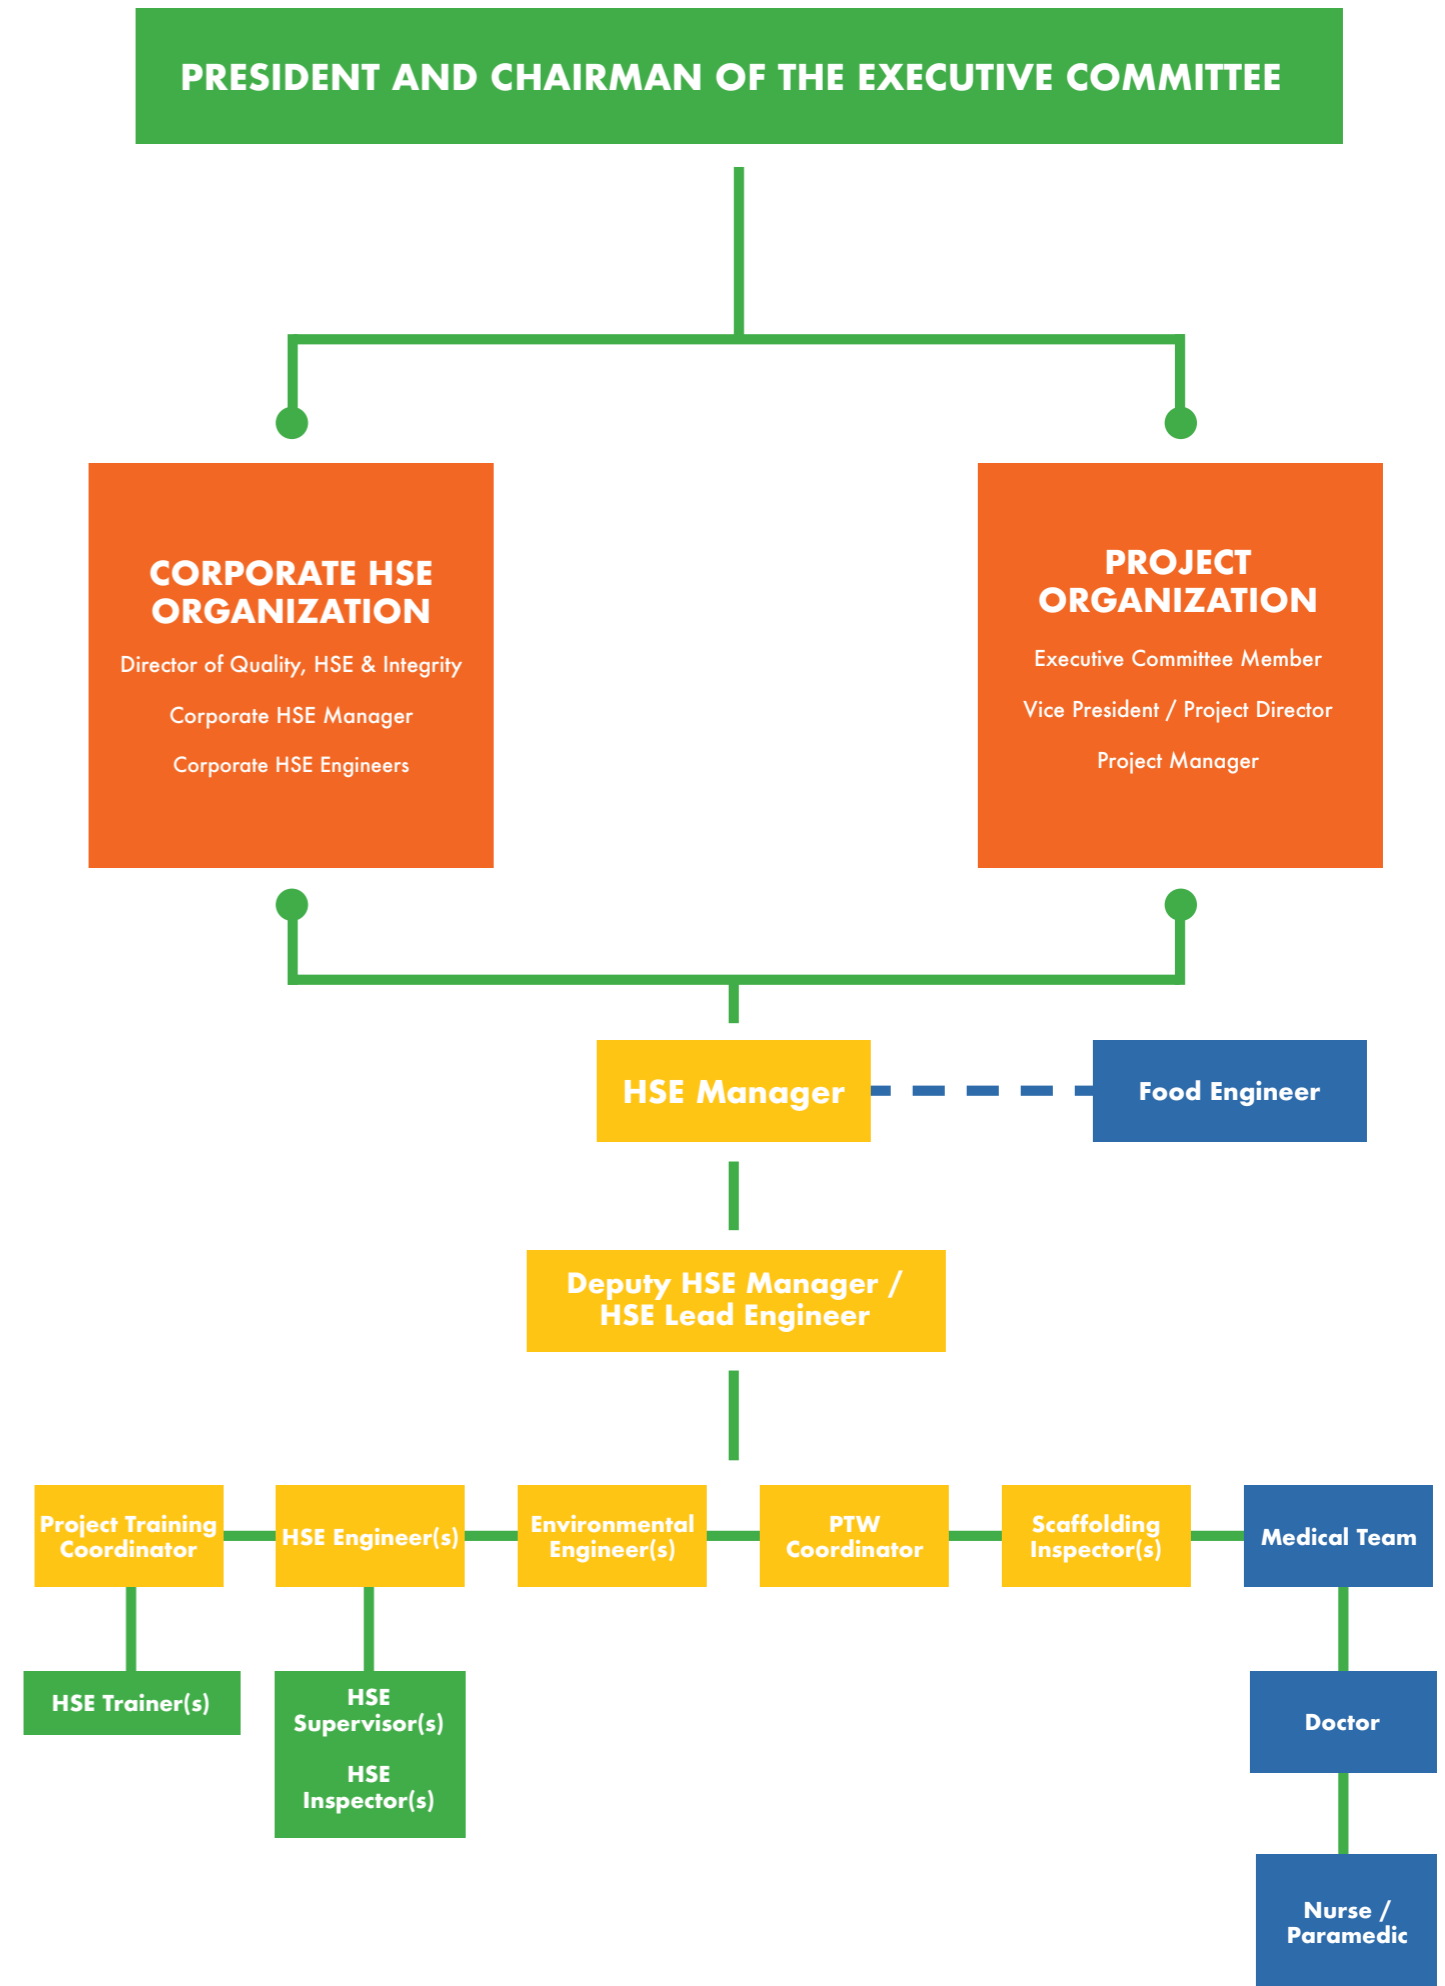 PRESIDENT AND CHAIRMAN OF THE EXECUTIVE COMMITTEE
CORPORATE HSE
ORGANIZATION
Director of Quality, HSE & Integrity
Corporate HSE Manager
Corporate HSE Engineers
PROJECT
ORGANIZATION
Executive Committee Member
Vice President / Project Director
Project Manager
HSE Manager
Food Engineer
Deputy HSE Manager /
HSE Lead Engineer
Project Training
Coordinator
HSE Engineer(s)
Environmental
Engineer(s)
PTW
Coordinator
Scaffolding
Inspector(s)
Medical Team
HSE Trainer(s)
HSE
Supervisor(s)
HSE
Inspector(s)
Doctor
Nurse /
Paramedic